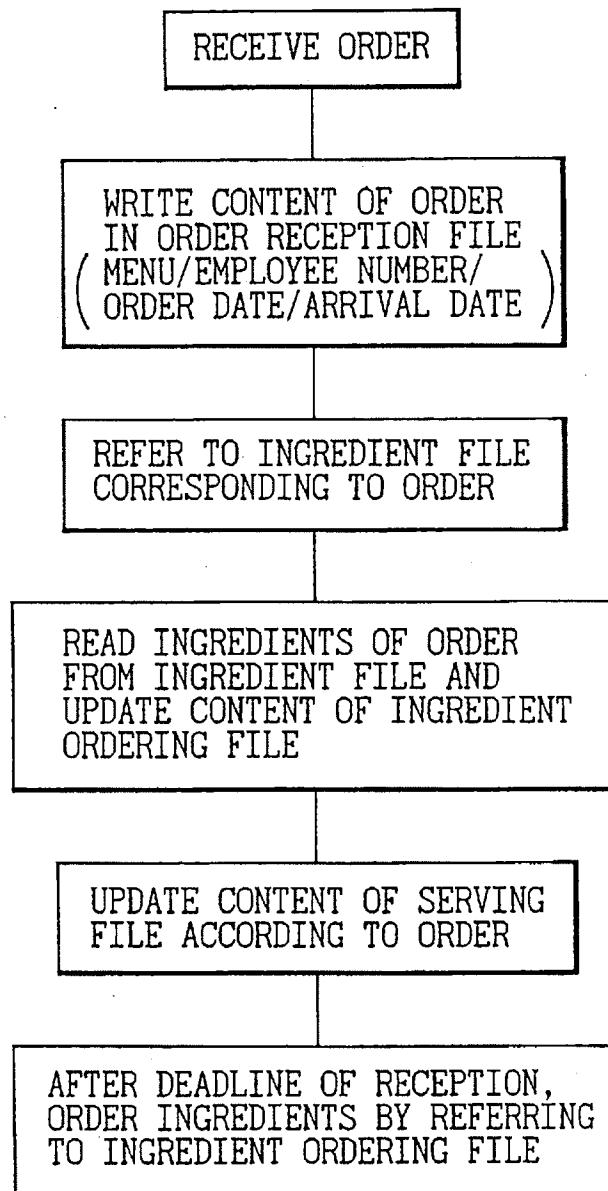 RECEIVE ORDER
WRITE CONTENT OF ORDER
IN ORDER RECEPTION FILE
(MENU/EMPLOYEE NUMBER/
ORDER DATE/ARRIVAL DATE)
REFER TO INGREDIENT FILE
CORRESPONDING TO ORDER
READ INGREDIENTS OF ORDER
FROM INGREDIENT FILE AND
UPDATE CONTENT OF INGREDIENT
ORDERING FILE
UPDATE CONTENT OF SERVING
FILE ACCORDING TO ORDER
AFTER DEADLINE OF RECEPTION,
ORDER INGREDIENTS BY REFERRING
TO INGREDIENT ORDERING FILE